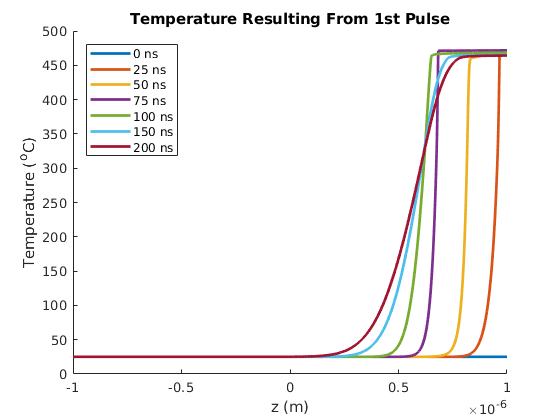 Temperature Resulting From 1st Pulse
500
450
400
350
300
250
200
150
100
50
0
Temperature (°C)
0 ns
25 ns
50 ns
75 ns
100 ns
150 ns
200 ns
-1
-0.5
0
0.5
1
×10⁻⁶
z (m)